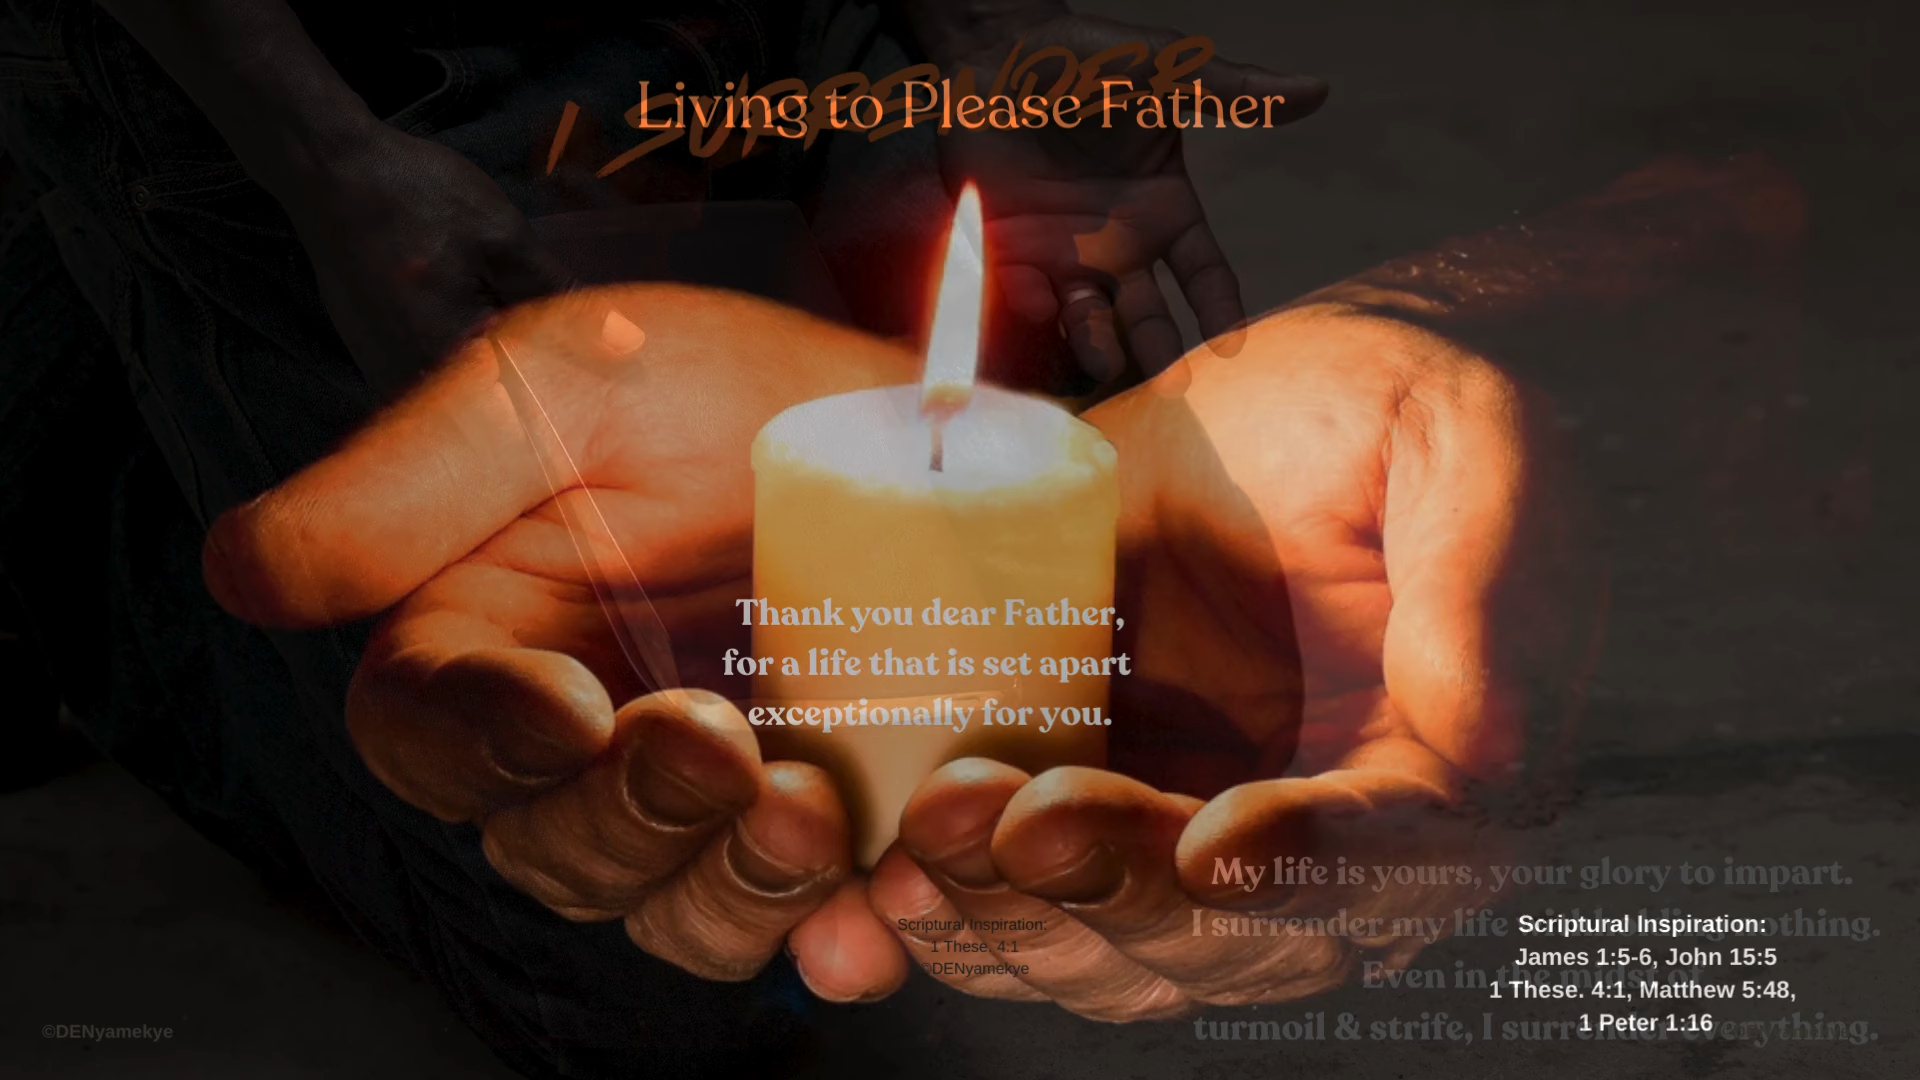 I SURRENDER
Living to Please Father
Thank you dear Father,
for a life that is set apart
exceptionally for you.
My life is yours, your glory to impart.
I surrender my life withholding nothing.
Even in the midst of
turmoil & strife, I surrender everything.
Scriptural Inspiration:
1 These. 4:1
©DENyamekye
Scriptural Inspiration:
James 1:5-6, John 15:5
1 These. 4:1, Matthew 5:48,
1 Peter 1:16
©DENyamekye